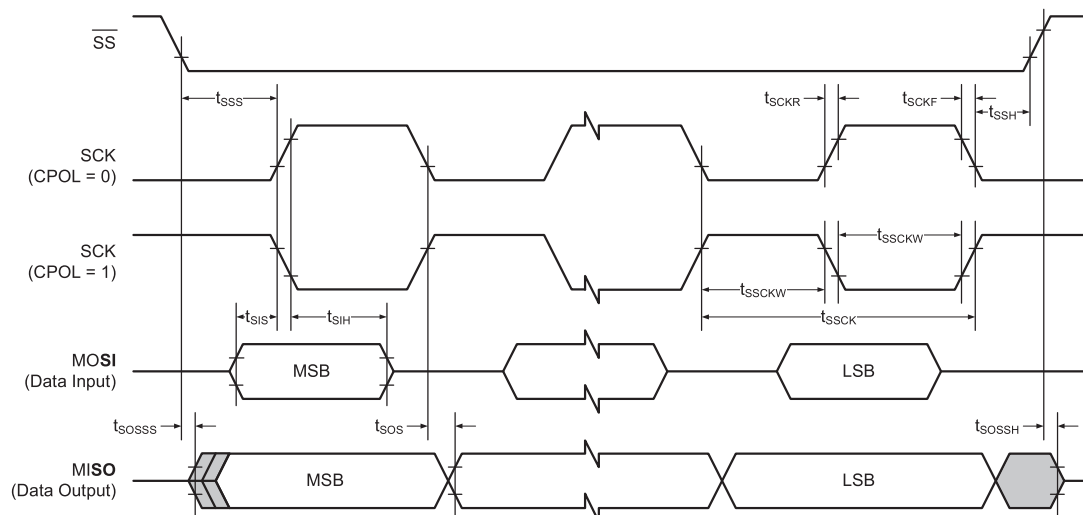 SS
tSSS
tSCKR
tSCKF
tSSH
SCK
(CPOL = 0)
SCK
(CPOL = 1)
tSSCKW
tSSCKW
tSSCK
tSIS
tSIH
MOSI
(Data Input)
MSB
LSB
tSOSSS
tSOS
tSOSSH
MISO
(Data Output)
MSB
LSB